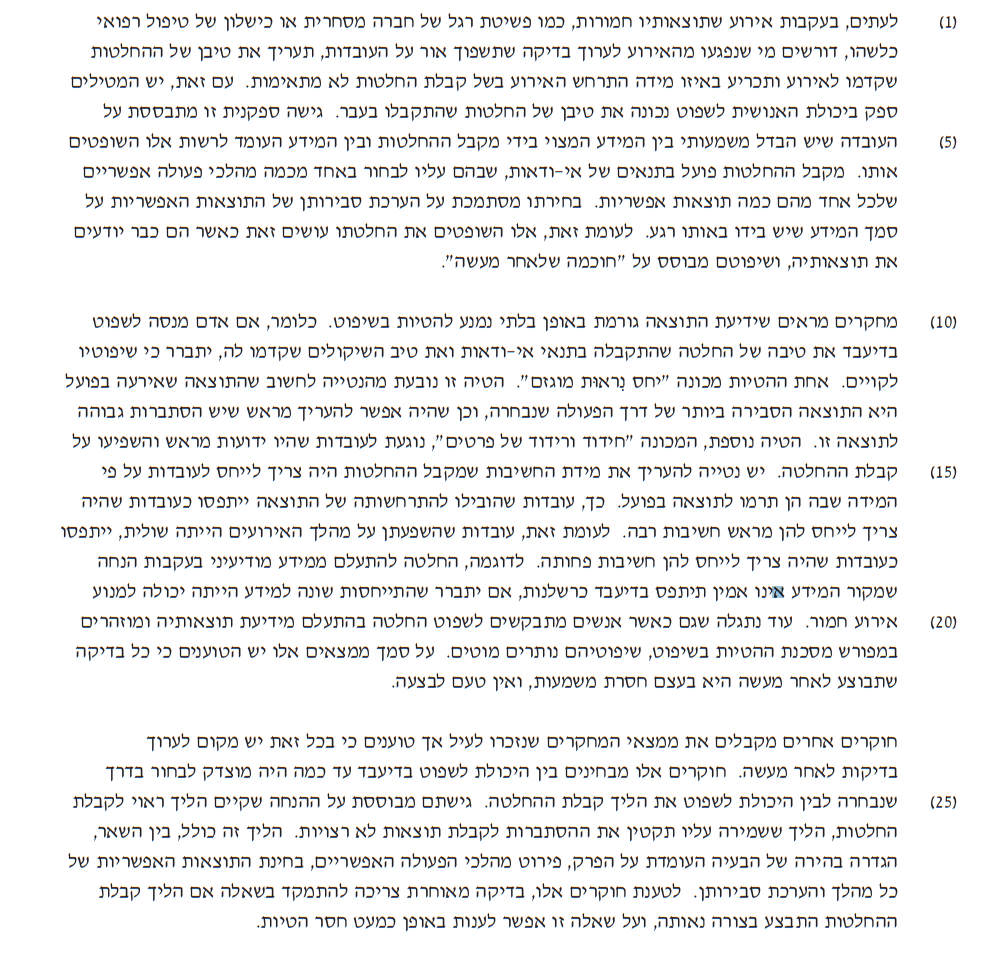 (1) לעתים, בעקבות אירוע שתוצאותיו חמורות, כמו פשיטת רגל של חברה מסחרית או כישלון של טיפול רפואי
כלשהו, דורשים מי שנפגעו מהאירוע לערוך בדיקה שתשפוך אור על העובדות, תעריך את טיבן של ההחלטות
שקדמו לאירוע ותכריע באיזו מידה התרחש האירוע בשל קבלת החלטות לא מתאימות. עם זאת, יש המטילים
ספק ביכולת האנושית לשפוט נכונה את טיבן של החלטות שהתקבלו בעבר. גישה ספקנית זו מתבססת על
(5) העובדה שיש הבדל משמעותי בין המידע המצוי בידי מקבל ההחלטות ובין המידע העומד לרשות אלו השופטים
אותו. מקבל ההחלטות פועל בתנאים של אי-ודאות, שבהם עליו לבחור באחד מכמה מהלכי פעולה אפשריים
שלכל אחד מהם כמה תוצאות אפשריות. בחירתו מסתמכת על הערכת סבירותן של התוצאות האפשריות על
סמך המידע שיש בידו באותו רגע. לעומת זאת, אלו השופטים את החלטתו עושים זאת כאשר הם כבר יודעים
את תוצאותיה, ושיפוטם מבוסס על "חוכמה שלאחר מעשה".
(10) מחקרים מראים שידיעת התוצאה גורמת באופן בלתי נמנע להטיות בשיפוט. כלומר, אם אדם מנסה לשפוט
בדיעבד את טיבה של החלטה שהתקבלה בתנאי אי-ודאות ואת טיב השיקולים שקדמו לה, יתברר כי שיפוטיו
לקויים. אחת ההטיות מכונה "יחס נִראוּת מוגזם". הטיה זו נובעת מהנטייה לחשוב שהתוצאה שאירעה בפועל
היא התוצאה הסבירה ביותר של דרך הפעולה שנבחרה, וכן שהיה אפשר להעריך מראש שיש הסתברות גבוהה
לתוצאה זו. הטיה נוספת, המכונה "חידוד ורידוד של פרטים", נוגעת לעובדות שהיו ידועות מראש והשפיעו על
(15) קבלת ההחלטה. יש נטייה להעריך את מידת החשיבות שמקבל ההחלטות היה צריך לייחס לעובדות על פי
המידה שבה הן תרמו לתוצאה בפועל. כך, עובדות שהובילו להתרחשותה של התוצאה ייתפסו כעובדות שהיה
צריך לייחס להן מראש חשיבות רבה. לעומת זאת, עובדות שהשפעתן על מהלך האירועים הייתה שולית, ייתפסו
כעובדות שהיה צריך לייחס להן חשיבות פחותה. לדוגמה, החלטה להתעלם ממידע מודיעיני בעקבות הנחה
שמקור המידע אינו אמין תיתפס בדיעבד כרשלנות, אם יתברר שהתייחסות שונה למידע הייתה יכולה למנוע
(20) אירוע חמור. עוד נתגלה שגם כאשר אנשים מתבקשים לשפוט החלטה בהתעלם מידיעת תוצאותיה ומוזהרים
במפורש מסכנת ההטיות בשיפוט, שיפוטיהם נותרים מוטים. על סמך ממצאים אלו יש הטוענים כי כל בדיקה
שתבוצע לאחר מעשה היא בעצם חסרת משמעות, ואין טעם לבצעה.
חוקרים אחרים מקבלים את ממצאי המחקרים שנזכרו לעיל אך טוענים כי בכל זאת יש מקום לערוך
בדיקות לאחר מעשה. חוקרים אלו מבחינים בין היכולת לשפוט בדיעבד עד כמה היה מוצדק לבחור בדרך
(25) שנבחרה לבין היכולת לשפוט את הליך קבלת ההחלטה. גישתם מבוססת על ההנחה שקיים הליך ראוי לקבלת
החלטות, הליך ששמירה עליו תקטין את ההסתברות לקבלת תוצאות לא רצויות. הליך זה כולל, בין השאר,
הגדרה בהירה של הבעיה העומדת על הפרק, פירוט מהלכי הפעולה האפשריים, בחינת התוצאות האפשריות של
כל מהלך והערכת סבירותן. לטענת חוקרים אלו, בדיקה מאוחרת צריכה להתמקד בשאלה אם הליך קבלת
ההחלטות התבצע בצורה נאותה, ועל שאלה זו אפשר לענות באופן כמעט חסר הטיות.